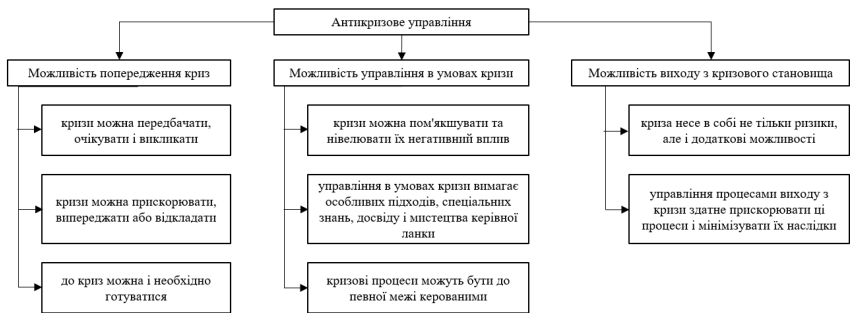 Антикризове управління
Можливість попередження криз
кризи можна передбачати,
очікувати і викликати
кризи можна прискорювати,
випереджати або відкладати
до криз можна і необхідно
готуватися
Можливість управління в умовах кризи
кризи можна пом'якшувати та
нівелювати їх негативний вплив
управління в умовах кризи вимагає
особливих підходів, спеціальних
знань, досвіду і мистецтва керівної
ланки
кризові процеси можуть бути до
певної межі керованими
Можливість виходу з кризового становища
криза несе в собі не тільки ризики,
але і додаткові можливості
управління процесами виходу з
кризи здатне прискорювати ці
процеси і мінімізувати їх наслідки